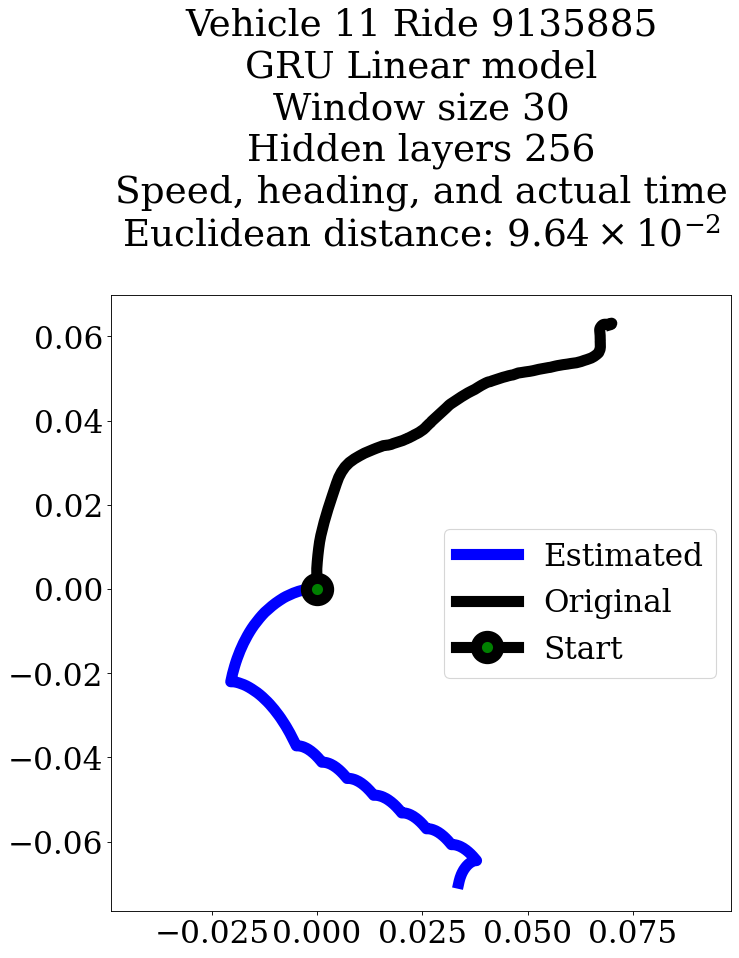 Vehicle 11 Ride 9135885
GRU Linear model
Window size 30
Hidden layers 256
Speed, heading, and actual time
Euclidean distance: 9.64 × 10⁻²
0.06
0.04
0.02
0.00
−0.02
−0.04
−0.06
Estimated
Original
Start
−0.025 0.000 0.025 0.050 0.075